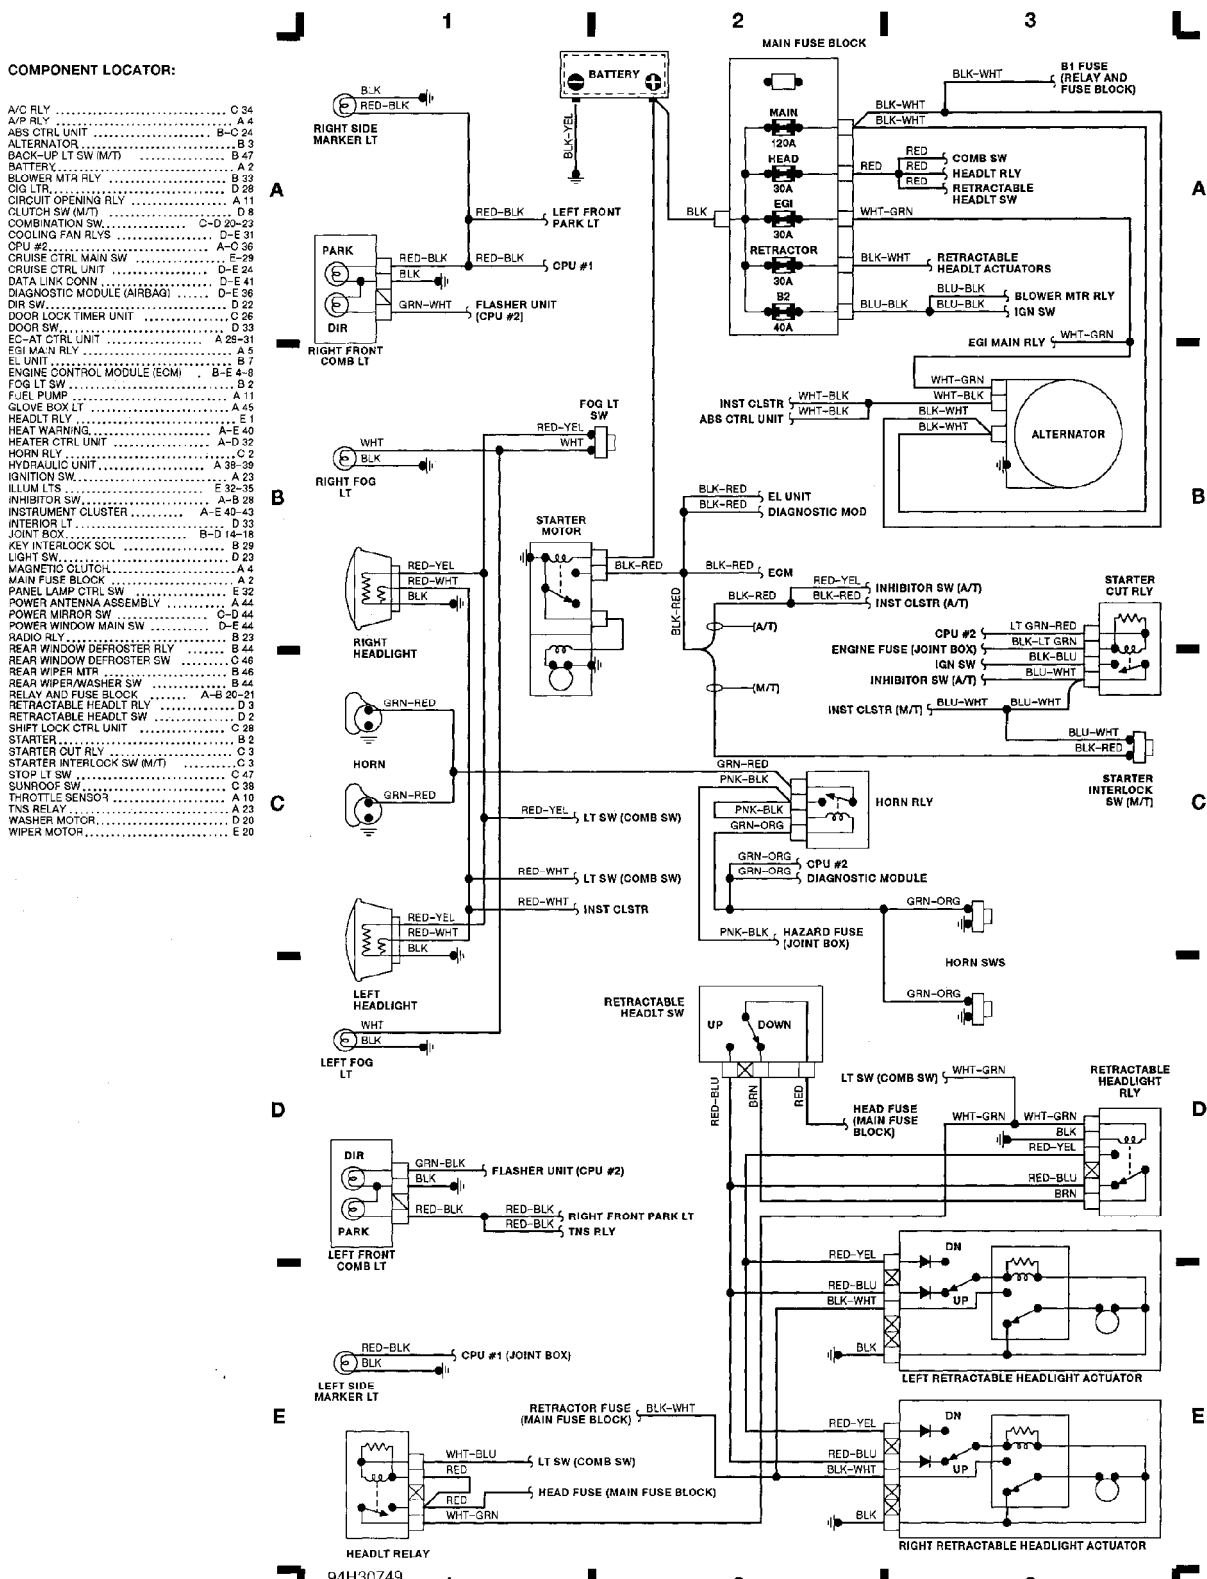 1 2 3
COMPONENT LOCATOR:
A/C RLY C 34
A/P RLY A 4
ABS CTRL UNIT B-C 24
ALTERNATOR B 3
BACK-UP LT SW (M/T) B 47
BATTERY A 2
BLOWER MTR RLY B 33
CIG LTR D 28
CIRCUIT OPENING RLY A 11
CLUTCH SW (M/T) D 8
COMBINATION SW C-D 20-23
COOLING FAN RLYS D-E 31
CPU #2 A-C 36
CRUISE CTRL MAIN SW E-29
CRUISE CTRL UNIT D-E 24
DATA LINK CONN D-E 41
DIAGNOSTIC MODULE (AIRBAG) D-E 36
DIR SW D 22
DOOR LOCK TIMER UNIT C 26
DOOR SW D 33
EC-AT CTRL UNIT A 29-31
EGI MAIN RLY A 5
EL UNIT B 7
ENGINE CONTROL MODULE (ECM) B-E 4-8
FOG LT SW B 2
FUEL PUMP A 11
GLOVE BOX LT A 45
HEADLT RLY E 1
HEAT WARNING A-E 40
HEATER CTRL UNIT A-D 32
HORN RLY C 2
HYDRAULIC UNIT A 38-39
IGNITION SW A 23
ILLUM LTS E 32-35
INHIBITOR SW A-B 28
INSTRUMENT CLUSTER A-E 40-43
INTERIOR LT D 33
JOINT BOX B-D 14-18
KEY INTERLOCK SOL B 29
LIGHT SW D 23
MAGNETIC CLUTCH A 4
MAIN FUSE BLOCK A 2
PANEL LAMP CTRL SW E 32
POWER ANTENNA ASSEMBLY A 44
POWER MIRROR SW C-D 44
POWER WINDOW MAIN SW D-E 44
RADIO RLY B 23
REAR WINDOW DEFROSTER RLY B 44
REAR WINDOW DEFROSTER SW C 46
REAR WIPER MTR B 46
REAR WIPER/WASHER SW B 44
RELAY AND FUSE BLOCK A-B 20-21
RETRACTABLE HEADLT RLY D 3
RETRACTABLE HEADLT SW D 2
SHIFT LOCK CTRL UNIT C 28
STARTER B 2
STARTER CUT RLY C 3
STARTER INTERLOCK SW (M/T) C 3
STOP LT SW C 47
SUNROOF SW C 38
THROTTLE SENSOR A 10
TNS RELAY A 23
WASHER MOTOR D 20
WIPER MOTOR E 20
A
B
C
D
E
BLK
RED-BLK
RIGHT SIDE
MARKER LT
RED-BLK
LEFT FRONT
PARK LT
PARK
DIR
RED-BLK RED-BLK
CPU #1
BLK
GRN-WHT
FLASHER UNIT
(CPU #2)
RIGHT FRONT
COMB LT
BATTERY
BLK-YEL
BLK
MAIN FUSE BLOCK
MAIN
120A
HEAD
30A
EGI
30A
RETRACTOR
30A
B2
40A
BLK-WHT
B1 FUSE
(RELAY AND
FUSE BLOCK)
BLK-WHT
BLK-WHT
RED
RED COMB SW
RED HEADLT RLY
RED RETRACTABLE
HEADLT SW
WHT-GRN
BLK-WHT
RETRACTABLE
HEADLT ACTUATORS
BLU-BLK
BLU-BLK BLOWER MTR RLY
BLU-BLK IGN SW
EGI MAIN RLY WHT-GRN
A
WHT-GRN
INST CLSTR WHT-BLK WHT-BLK
ABS CTRL UNIT WHT-BLK
BLK-WHT
BLK-WHT
ALTERNATOR
B
FOG LT
SW
RED-YEL
WHT
WHT
BLK
RIGHT FOG
LT
RED-YEL
RED-WHT
BLK
RIGHT
HEADLIGHT
STARTER
MOTOR
BLK-RED
BLK-RED EL UNIT
BLK-RED DIAGNOSTIC MOD
BLK-RED ECM
BLK-RED
BLK-RED
RED-YEL INHIBITOR SW (A/T)
BLK-RED INST CLSTR (A/T)
(A/T)
(M/T)
STARTER
CUT RLY
CPU #2 LT GRN-RED
ENGINE FUSE (JOINT BOX) BLK-LT GRN
IGN SW BLK-BLU
INHIBITOR SW (A/T) BLU-WHT
INST CLSTR (M/T) BLU-WHT BLU-WHT
BLU-WHT
BLK-RED
STARTER
INTERLOCK
SW (M/T)
C
GRN-RED
HORN
GRN-RED
GRN-RED
PNK-BLK
PNK-BLK
GRN-ORG
HORN RLY
RED-YEL LT SW (COMB SW)
RED-WHT LT SW (COMB SW)
RED-WHT INST CLSTR
GRN-ORG CPU #2
GRN-ORG DIAGNOSTIC MODULE
GRN-ORG
PNK-BLK HAZARD FUSE
(JOINT BOX)
HORN SWS
GRN-ORG
RED-YEL
RED-WHT
BLK
LEFT
HEADLIGHT
WHT
BLK
LEFT FOG
LT
RETRACTABLE
HEADLT SW
UP DOWN
RED-BLU
BRN
RED
HEAD FUSE
(MAIN FUSE
BLOCK)
LT SW (COMB SW) WHT-GRN
RETRACTABLE
HEADLIGHT
RLY
WHT-GRN WHT-GRN
BLK
RED-YEL
RED-BLU
BRN
D
DIR
PARK
GRN-BLK FLASHER UNIT (CPU #2)
BLK
RED-BLK
RED-BLK RIGHT FRONT PARK LT
RED-BLK TNS RLY
LEFT FRONT
COMB LT
RED-YEL
RED-BLU
BLK-WHT
BLK
DN
UP
LEFT RETRACTABLE HEADLIGHT ACTUATOR
RED-BLK CPU #1 (JOINT BOX)
BLK
LEFT SIDE
MARKER LT
RETRACTOR FUSE
(MAIN FUSE BLOCK) BLK-WHT
RED-YEL
RED-BLU
BLK-WHT
BLK
DN
UP
RIGHT RETRACTABLE HEADLIGHT ACTUATOR
E
WHT-BLU LT SW (COMB SW)
RED
RED HEAD FUSE (MAIN FUSE BLOCK)
WHT-GRN
HEADLT RELAY
94H30749